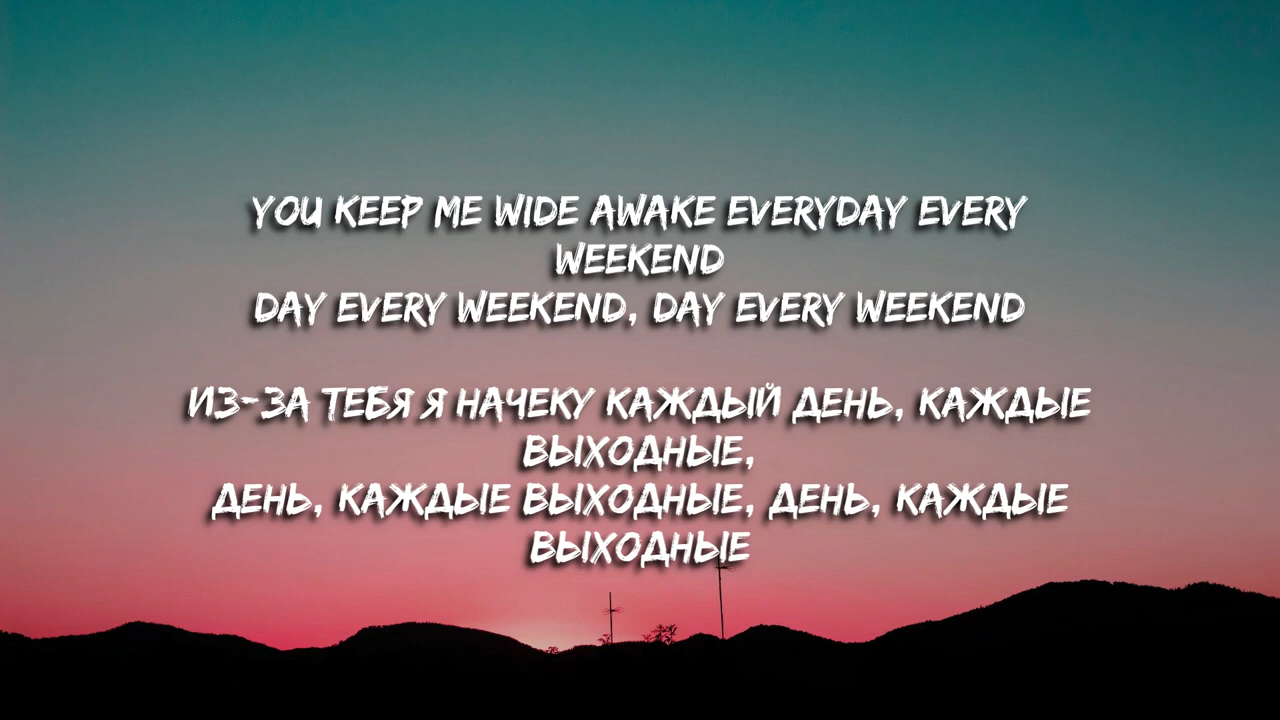 YOU KEEP ME WIDE AWAKE EVERYDAY EVERY
WEEKEND
DAY EVERY WEEKEND, DAY EVERY WEEKEND
ИЗ-ЗА ТЕБЯ Я НАЧЕКУ КАЖДЫЙ ДЕНЬ, КАЖДЫЕ
ВЫХОДНЫЕ,
ДЕНЬ, КАЖДЫЕ ВЫХОДНЫЕ, ДЕНЬ, КАЖДЫЕ
ВЫХОДНЫЕ